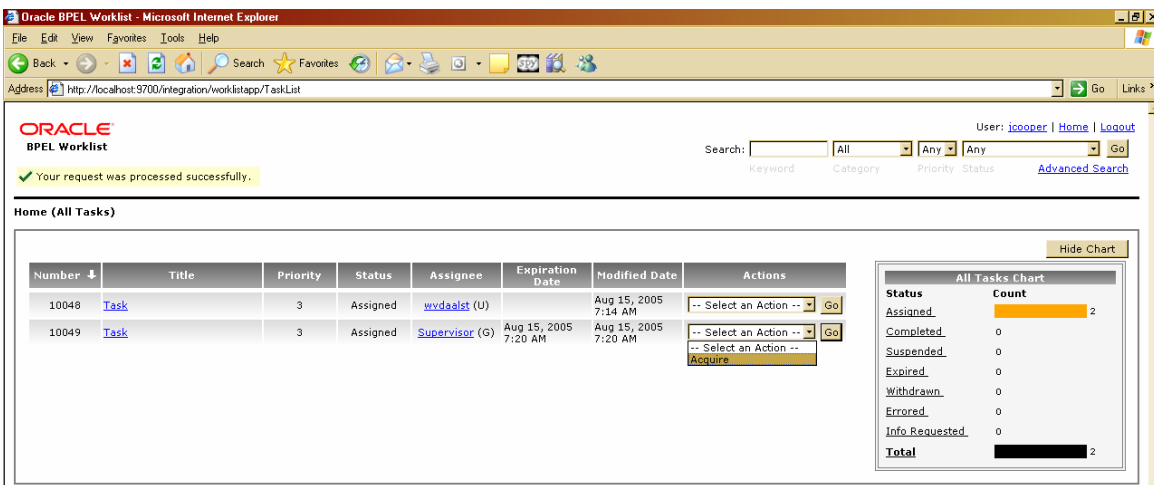 Oracle BPEL Worklist - Microsoft Internet Explorer
File Edit View Favorites Tools Help
Back Search Favorites SPY
Address http://localhost:9700/integration/worklistapp/TaskList Go Links »
ORACLE
BPEL Worklist
User: jcooper | Home | Logout
Search: All Any Any Go
Keyword Category Priority Status Advanced Search
Your request was processed successfully.
Home (All Tasks)
Hide Chart
Number Title Priority Status Assignee Expiration Date Modified Date Actions
10048 Task 3 Assigned wvdaalst (U) Aug 15, 2005 7:14 AM -- Select an Action -- Go
10049 Task 3 Assigned Supervisor (G) Aug 15, 2005 7:20 AM Aug 15, 2005 7:20 AM -- Select an Action -- Go
-- Select an Action --
Acquire
All Tasks Chart
Status Count
Assigned 2
Completed 0
Suspended 0
Expired 0
Withdrawn 0
Errored 0
Info Requested 0
Total 2